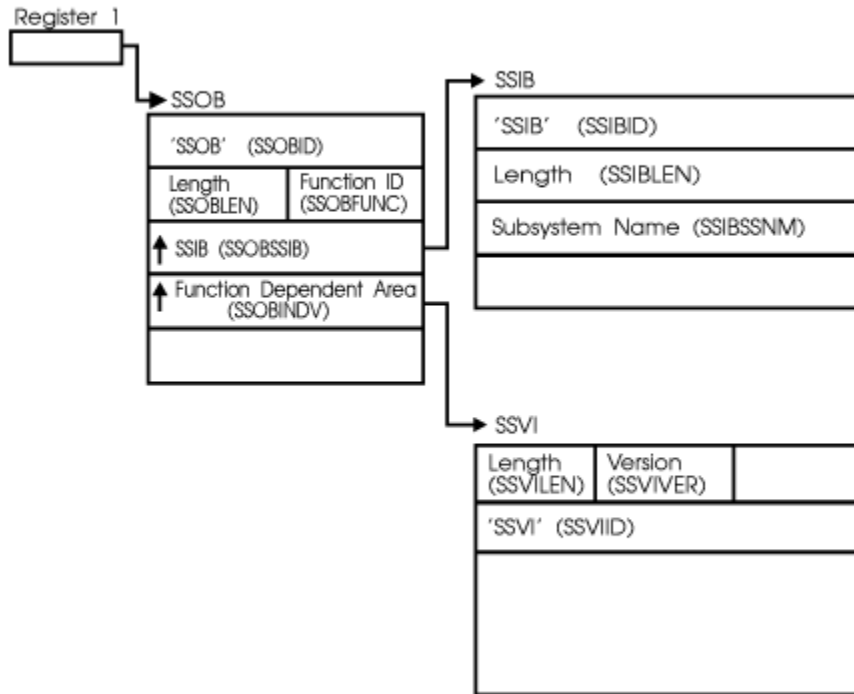 Register 1
SSOB
'SSOB' (SSOBID)
Length
(SSOBLEN)
Function ID
(SSOBFUNC)
SSIB (SSOBSSIB)
Function Dependent Area
(SSOBINDV)
SSIB
'SSIB' (SSIBID)
Length (SSIBLEN)
Subsystem Name (SSIBSSNM)
SSVI
Length
(SSVILEN)
Version
(SSVIVER)
'SSVI' (SSVIID)